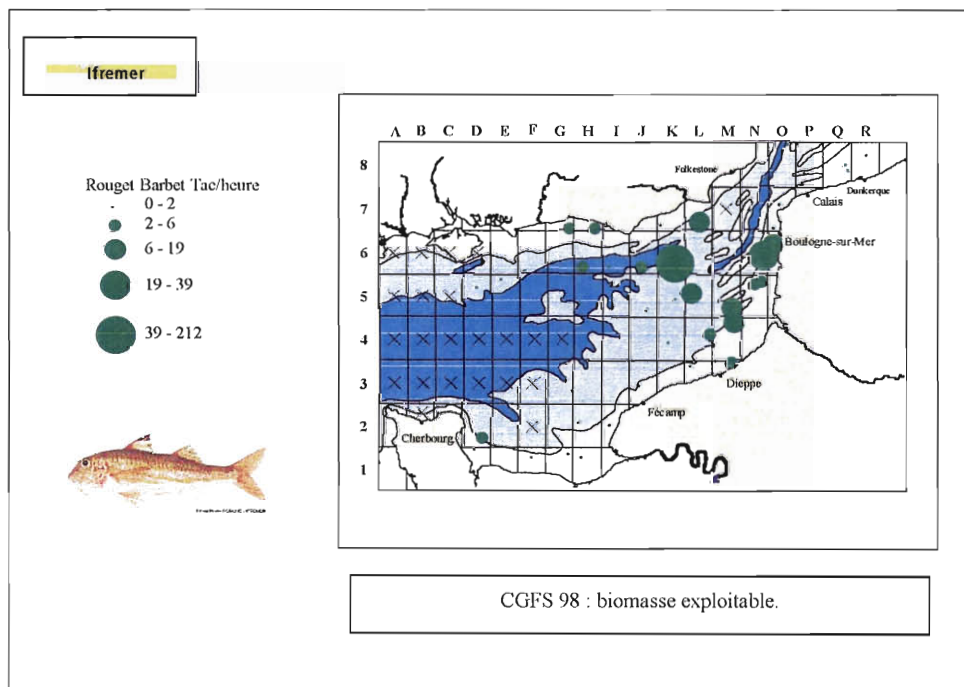 Ifremer
Rouget Barbet Tac/heure
0 - 2
2 - 6
6 - 19
19 - 39
39 - 212
A B C D E F G H I J K L M N O P Q R
8
7
6
5
4
3
2
1
Folkestone
Dunkerque
Calais
Boulogne-sur-Mer
Dieppe
Fécamp
Cherbourg
CGFS 98 : biomasse exploitable.